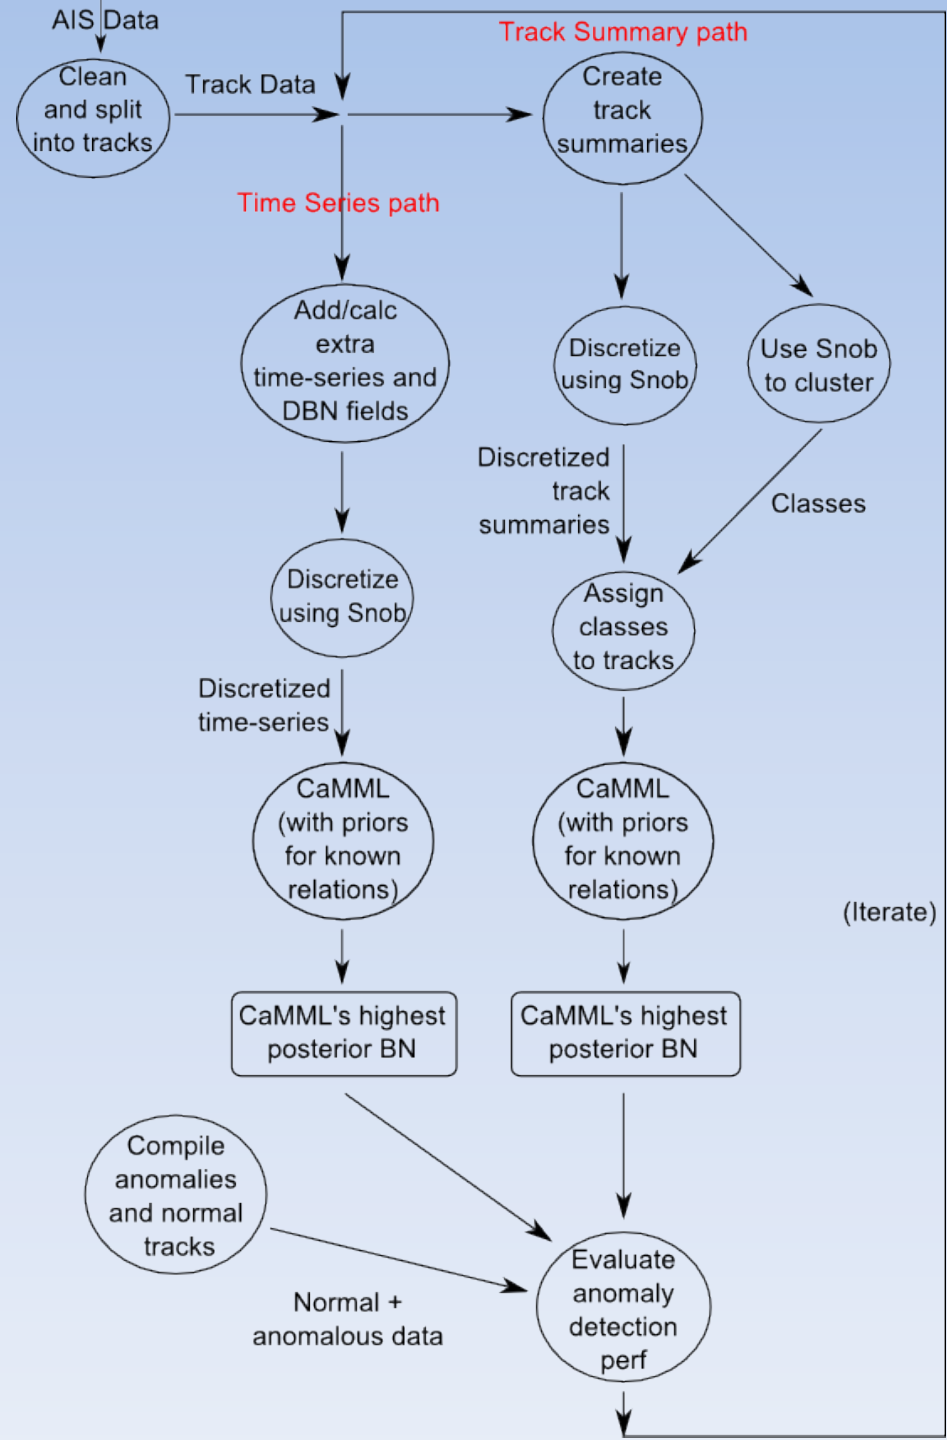 AIS Data
Track Summary path
Clean
and split
into tracks
Track Data
Create
track
summaries
Time Series path
Add/calc
extra
time-series and
DBN fields
Discretize
using Snob
Use Snob
to cluster
Discretized
track
summaries
Classes
Discretize
using Snob
Assign
classes
to tracks
Discretized
time-series
CaMML
(with priors
for known
relations)
CaMML
(with priors
for known
relations)
(Iterate)
CaMML's highest
posterior BN
CaMML's highest
posterior BN
Compile
anomalies
and normal
tracks
Normal +
anomalous data
Evaluate
anomaly
detection
perf